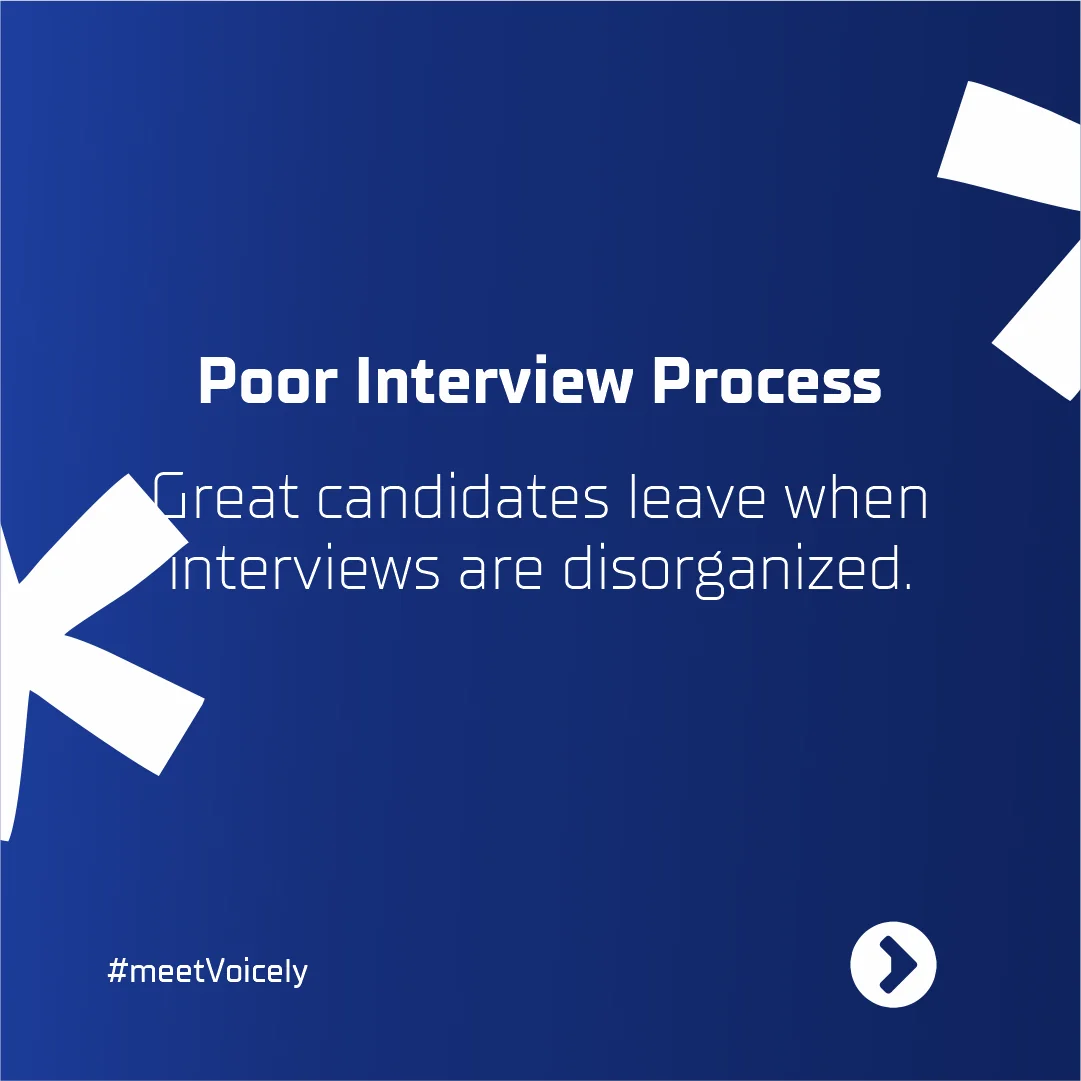 Poor Interview Process
Great candidates leave when
interviews are disorganized.
#meetVoicely